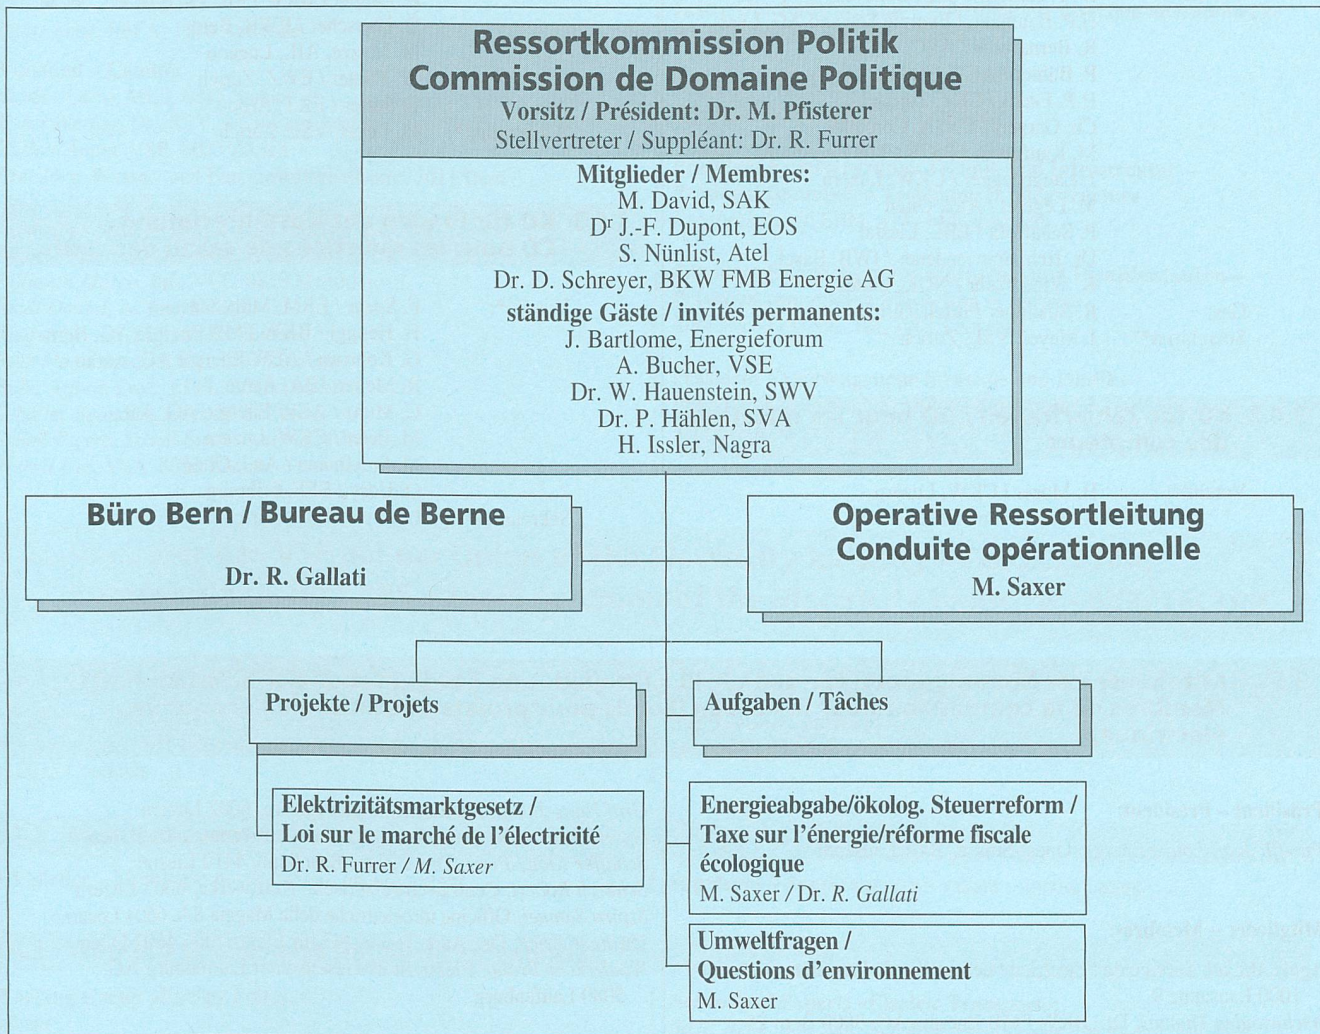 Ressortkommission Politik
Commission de Domaine Politique
Vorsitz / Président: Dr. M. Pfisterer
Stellvertreter / Suppléant: Dr. R. Furrer
Mitglieder / Membres:
M. David, SAK
Dʳ J.-F. Dupont, EOS
S. Nünlist, Atel
Dr. D. Schreyer, BKW FMB Energie AG
ständige Gäste / invités permanents:
J. Bartlome, Energieforum
A. Bucher, VSE
Dr. W. Hauenstein, SWV
Dr. P. Hählen, SVA
H. Issler, Nagra
Büro Bern / Bureau de Berne
Dr. R. Gallati
Operative Ressortleitung
Conduite opérationnelle
M. Saxer
Projekte / Projets
Elektrizitätsmarktgesetz /
Loi sur le marché de l'électricité
Dr. R. Furrer / M. Saxer
Aufgaben / Tâches
Energieabgabe/ökolog. Steuerreform /
Taxe sur l'énergie/réforme fiscale
écologique
M. Saxer / Dr. R. Gallati
Umweltfragen /
Questions d'environnement
M. Saxer